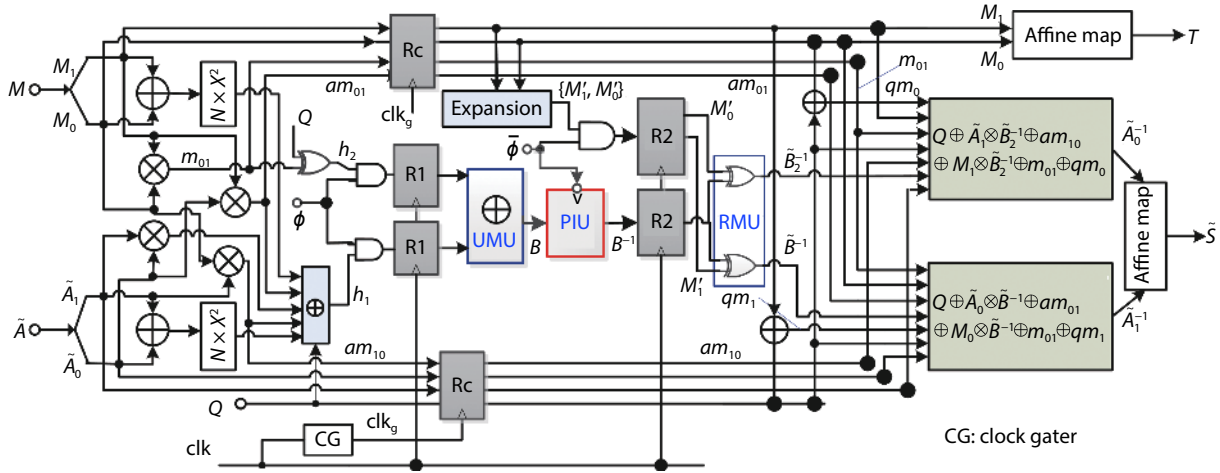 M
M₁
M₀
N × X²
m₀₁
Q
h₂
ϕ
Ã
Ã₁
Ã₀
N × X²
⊕
h₁
Rc
clk_g
am₀₁
Expansion
{M′₁, M′₀}
ϕ̄
R1
R1
⊕
UMU
B
v
PIU
B⁻¹
R2
R2
M′₀
M′₁
RMU
B̃₂⁻¹
B̃⁻¹
qm₁
am₀₁
M₁
M₀
Affine map
T
m₀₁
qm₀
Q ⊕ Ã₁ ⊗ B̃₂⁻¹ ⊕ am₁₀
⊕ M₁ ⊗ B̃₂⁻¹ ⊕ m₀₁ ⊕ qm₀
Ã₀⁻¹
Affine map
S̃
Q ⊕ Ã₀ ⊗ B̃⁻¹ ⊕ am₀₁
⊕ M₀ ⊗ B̃⁻¹ ⊕ m₀₁ ⊕ qm₁
Ã₁⁻¹
am₁₀
Rc
am₁₀
Q
clk
CG
clk_g
CG: clock gater